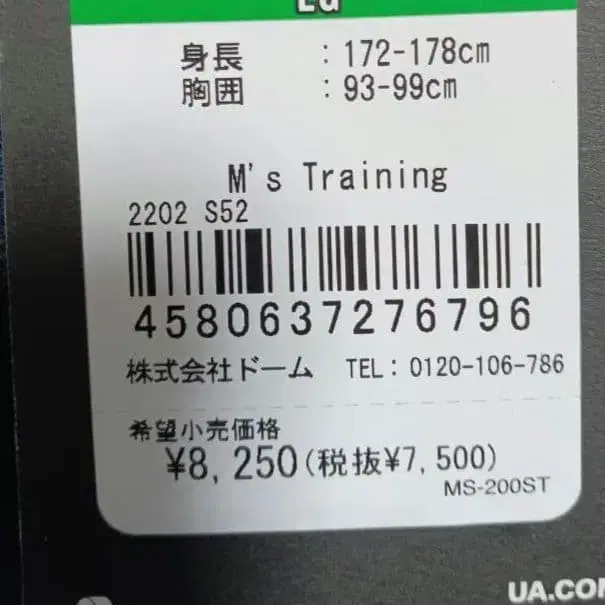 LG
身長 : 172-178cm
胸囲 : 93-99cm
M's Training
2202 S52
4580637276796
株式会社ドーム TEL: 0120-106-786
希望小売価格
¥8,250(税抜¥7,500)
MS-200ST
UA.COM